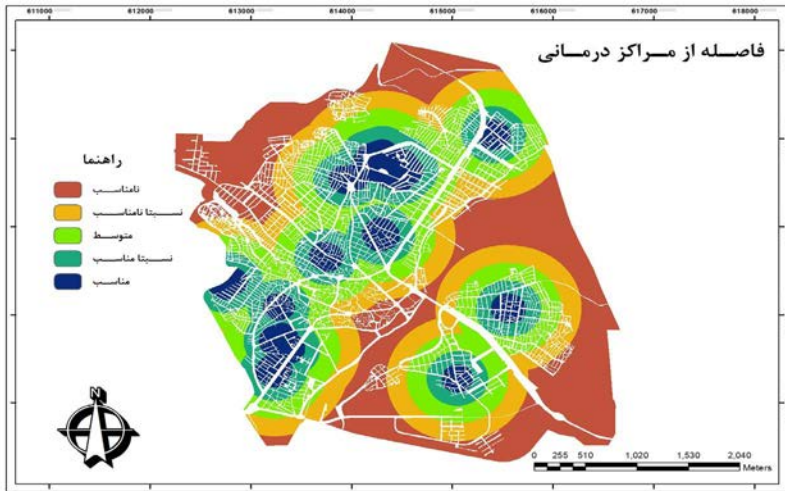 611000 612000 613000 614000 615000 616000 617000 618000
فاصله از مراکز درمانی
راهنما
نامناسب
نسبتا نامناسب
متوسط
نسبتا مناسب
مناسب
N
0 255 510 1,020 1,530 2,040
Meters